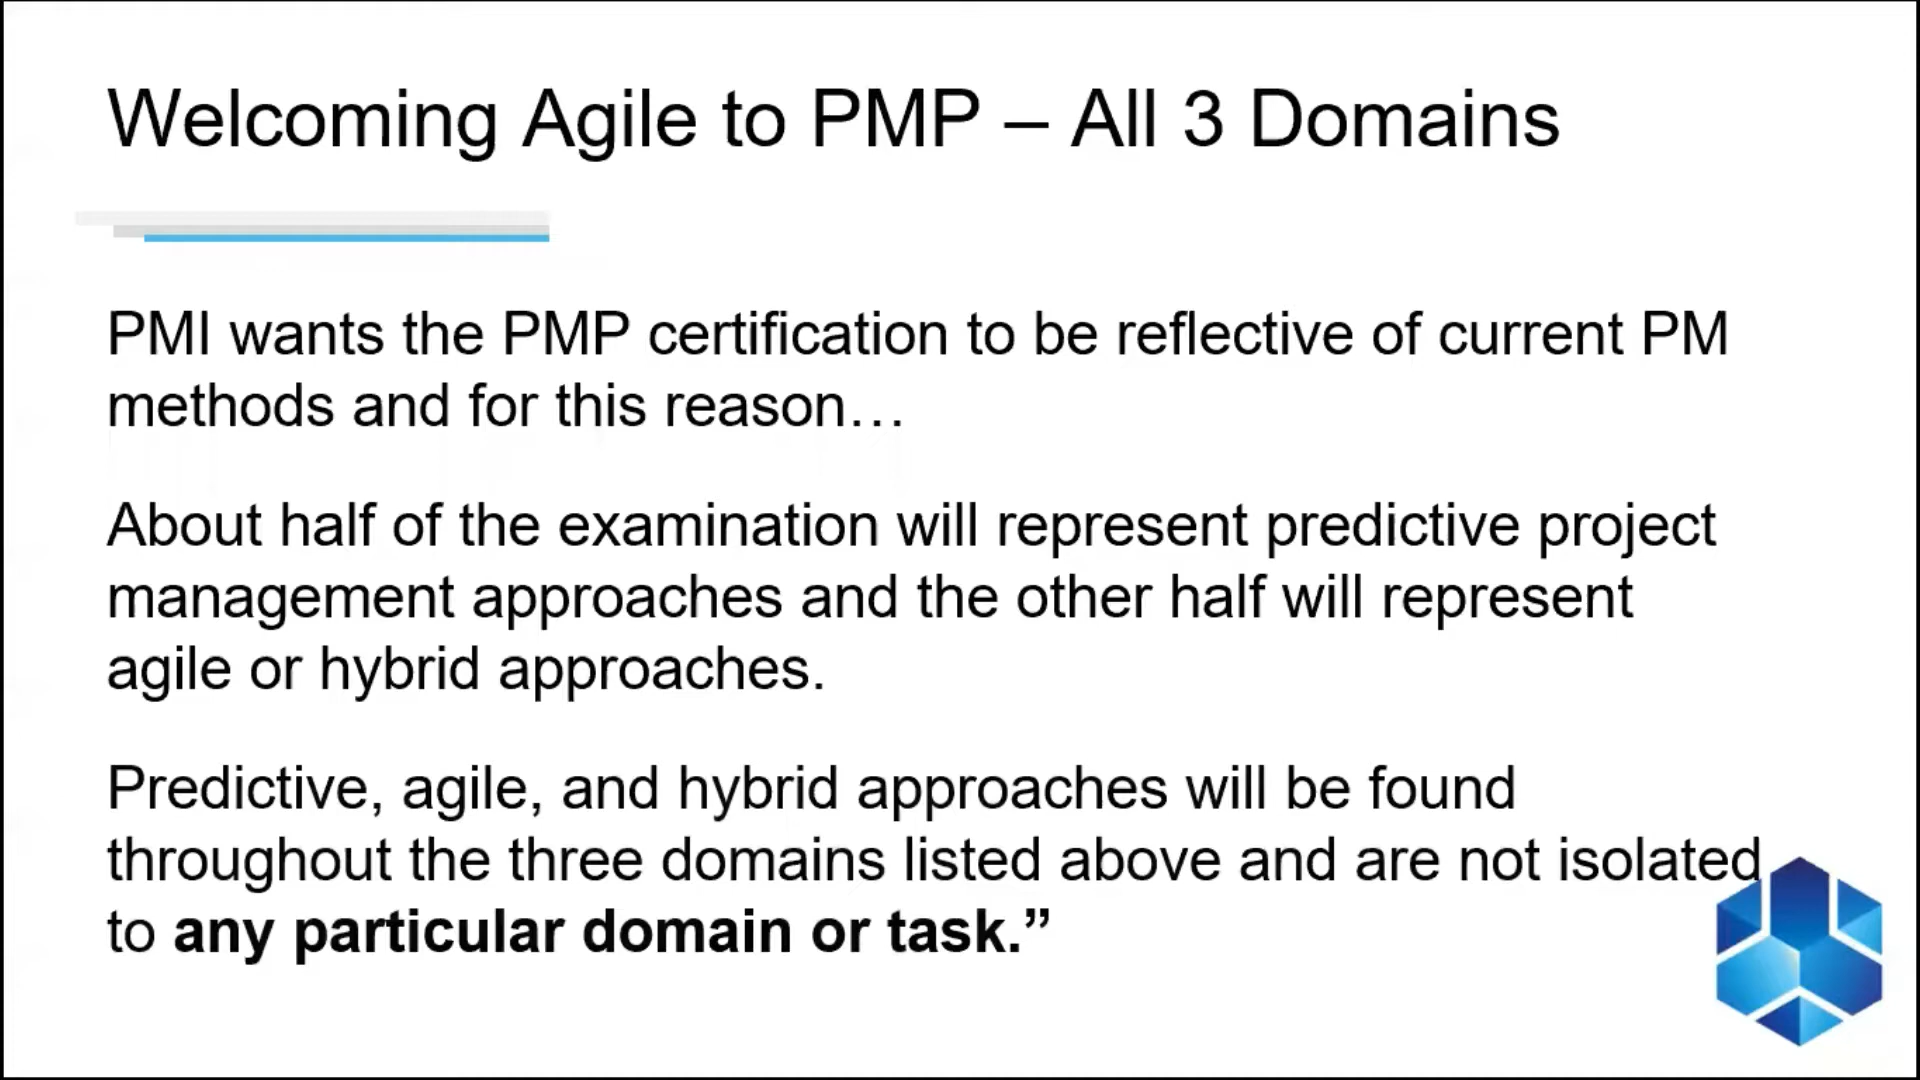 Welcoming Agile to PMP – All 3 Domains
PMI wants the PMP certification to be reflective of current PM
methods and for this reason…
About half of the examination will represent predictive project
management approaches and the other half will represent
agile or hybrid approaches.
Predictive, agile, and hybrid approaches will be found
throughout the three domains listed above and are not isolated
to any particular domain or task.”